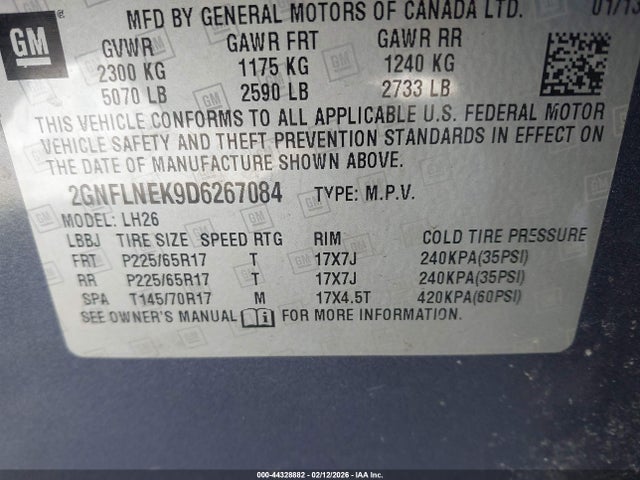 GM
MFD BY GENERAL MOTORS OF CANADA LTD. 01/13
GVWR GAWR FRT GAWR RR
2300 KG 1175 KG 1240 KG
5070 LB 2590 LB 2733 LB
THIS VEHICLE CONFORMS TO ALL APPLICABLE U.S. FEDERAL MOTOR
VEHICLE SAFETY AND THEFT PREVENTION STANDARDS IN EFFECT ON
THE DATE OF MANUFACTURE SHOWN ABOVE.
2GNFLNEK9D6267084 TYPE: M.P.V.
MODEL: LH26
LBBJ TIRE SIZE SPEED RTG RIM COLD TIRE PRESSURE
FRT P225/65R17 T 17X7J 240KPA(35PSI)
RR P225/65R17 T 17X7J 240KPA(35PSI)
SPA T145/70R17 M 17X4.5T 420KPA(60PSI)
SEE OWNER'S MANUAL FOR MORE INFORMATION.
000-44328882 - 02/12/2026 - IAA Inc.